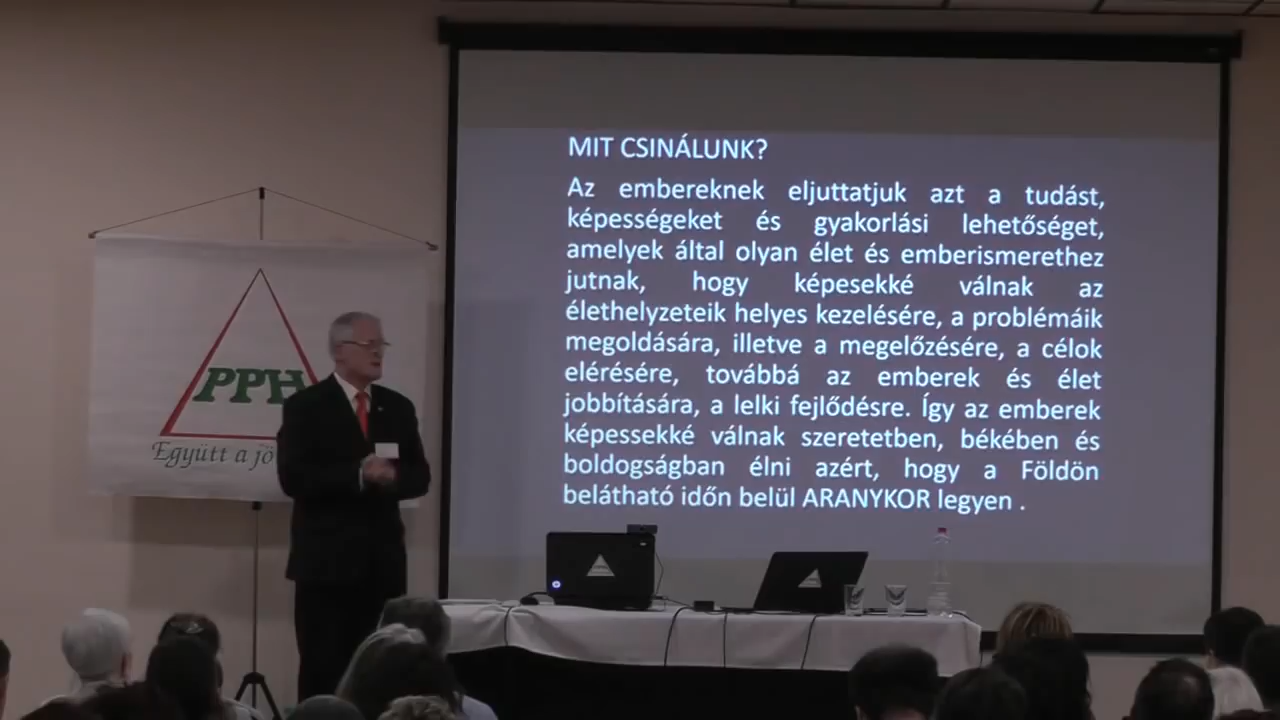 MIT CSINÁLUNK?
Az embereknek eljuttatjuk azt a tudást,
képességeket és gyakorlási lehetőséget,
amelyek által olyan élet és emberismerethez
jutnak, hogy képesekké válnak az
élethelyzeteik helyes kezelésére, a problémáik
megoldására, illetve a megelőzésére, a célok
elérésére, továbbá az emberek és élet
jobbítására, a lelki fejlődésre. Így az emberek
képessekké válnak szeretetben, békében és
boldogságban élni azért, hogy a Földön
belátható időn belül ARANYKOR legyen .
PPH
Együtt a jö